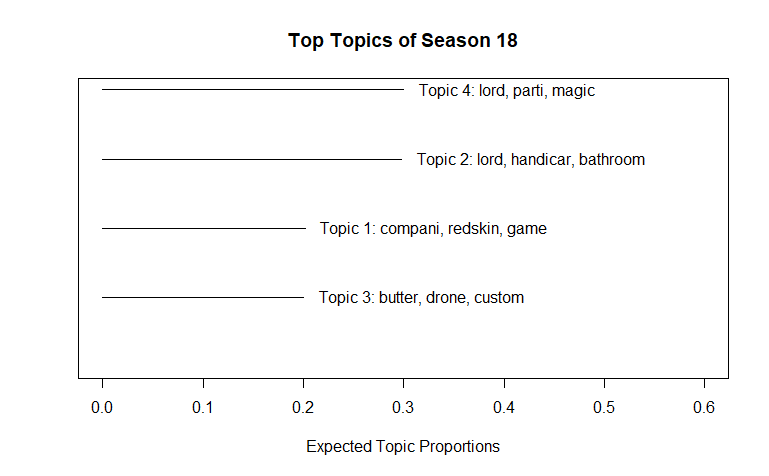 Top Topics of Season 18
Topic 4: lord, parti, magic
Topic 2: lord, handicar, bathroom
Topic 1: compani, redskin, game
Topic 3: butter, drone, custom
0.0 0.1 0.2 0.3 0.4 0.5 0.6
Expected Topic Proportions